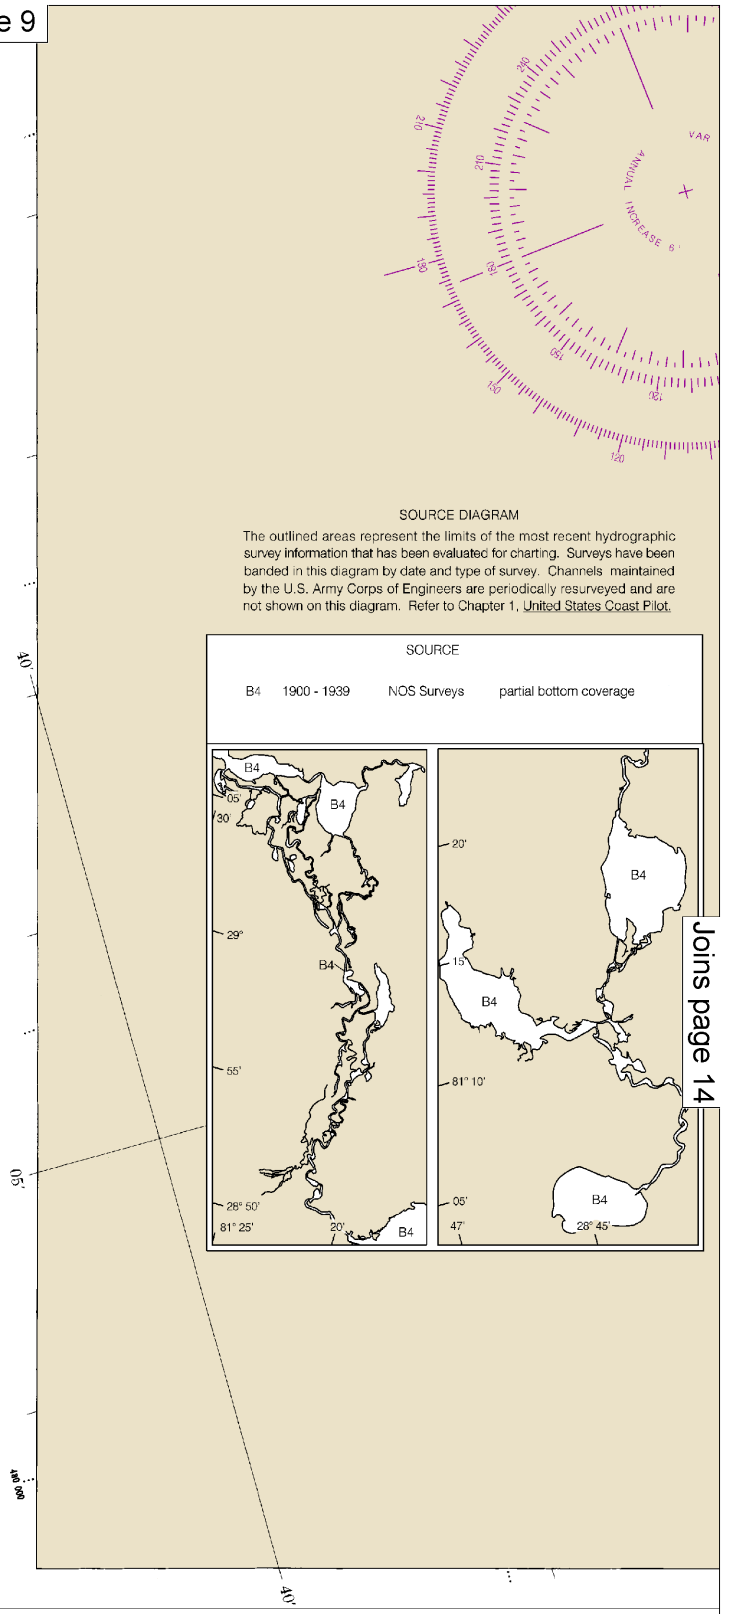 e 9
240
210
210
180
180
150
150
120
120
VAR
ANNUAL INCREASE 6'
SOURCE DIAGRAM
The outlined areas represent the limits of the most recent hydrographic
survey information that has been evaluated for charting. Surveys have been
banded in this diagram by date and type of survey. Channels maintained
by the U.S. Army Corps of Engineers are periodically resurveyed and are
not shown on this diagram. Refer to Chapter 1, United States Coast Pilot.
SOURCE
B4 1900 - 1939 NOS Surveys partial bottom coverage
40'
B4
05'
30'
B4
29°
B4
55'
28° 50'
81° 25'
20'
B4
20'
B4
15'
B4
81° 10'
05'
B4
47'
28° 45'
Joins page 14
05'
480 000
40'